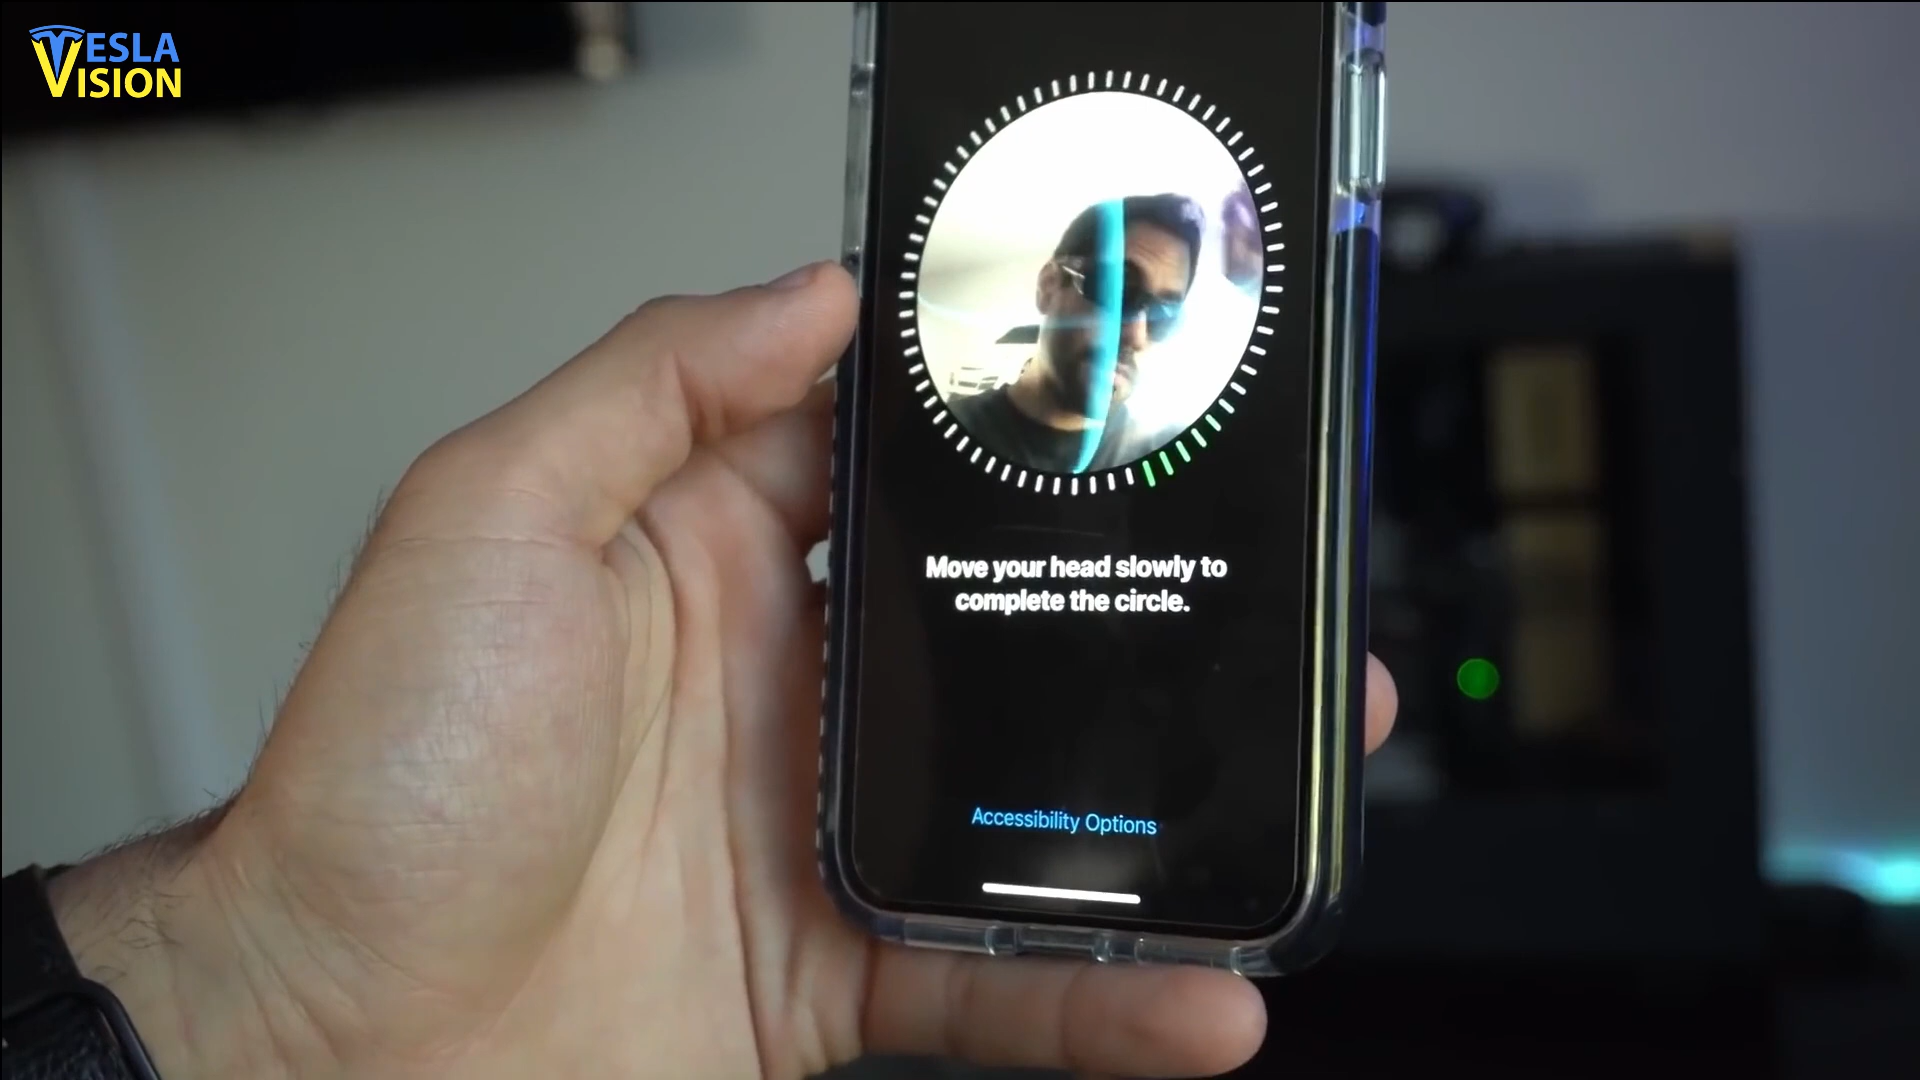 TESLA
VISION
Move your head slowly to
complete the circle.
Accessibility Options